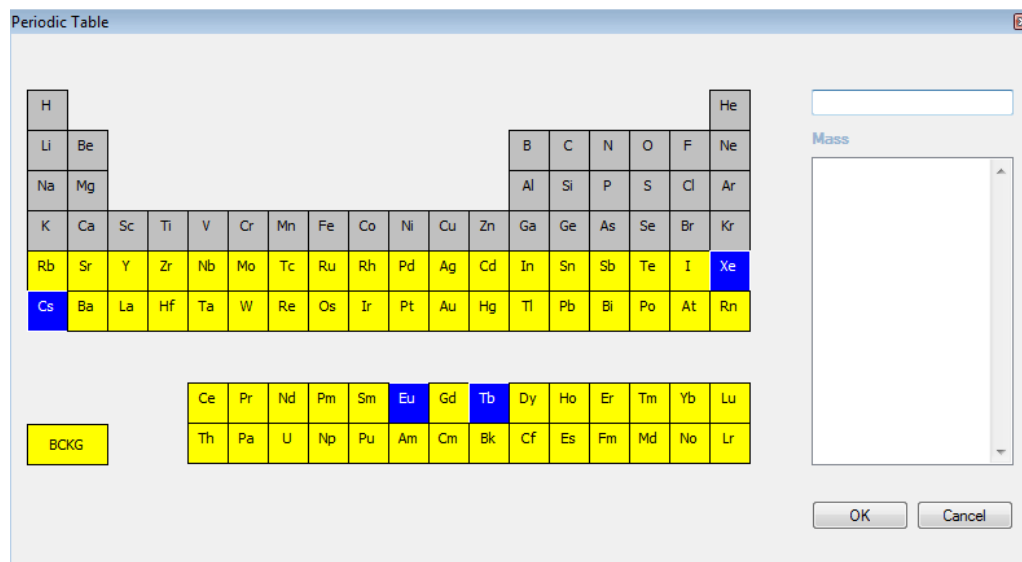 Periodic Table
H He
Li Be B C N O F Ne
Mass
Na Mg Al Si P S Cl Ar
K Ca Sc Ti V Cr Mn Fe Co Ni Cu Zn Ga Ge As Se Br Kr
Rb Sr Y Zr Nb Mo Tc Ru Rh Pd Ag Cd In Sn Sb Te I Xe
Cs Ba La Hf Ta W Re Os Ir Pt Au Hg Tl Pb Bi Po At Rn
Ce Pr Nd Pm Sm Eu Gd Tb Dy Ho Er Tm Yb Lu
BCKG
Th Pa U Np Pu Am Cm Bk Cf Es Fm Md No Lr
OK Cancel